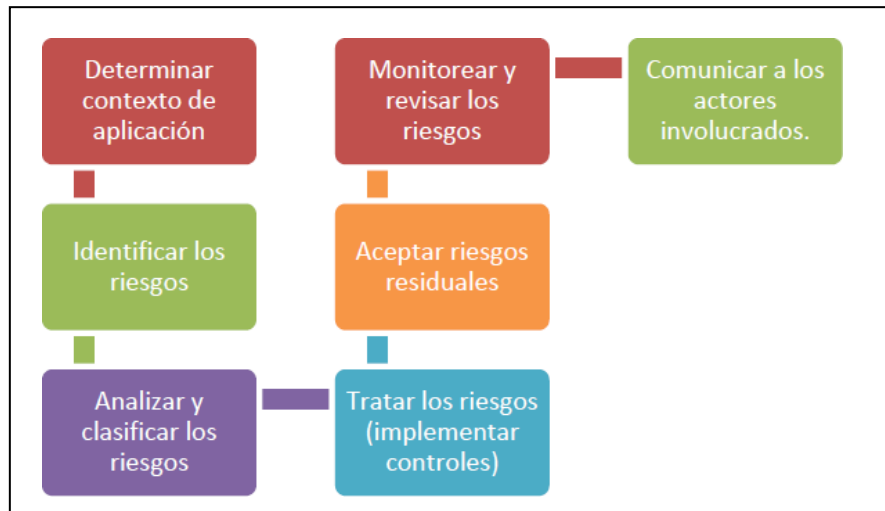 Determinar
contexto de
aplicación
Identificar los
riesgos
Analizar y
clasificar los
riesgos
Tratar los riesgos
(implementar
controles)
Aceptar riesgos
residuales
Monitorear y
revisar los
riesgos
Comunicar a los
actores
involucrados.